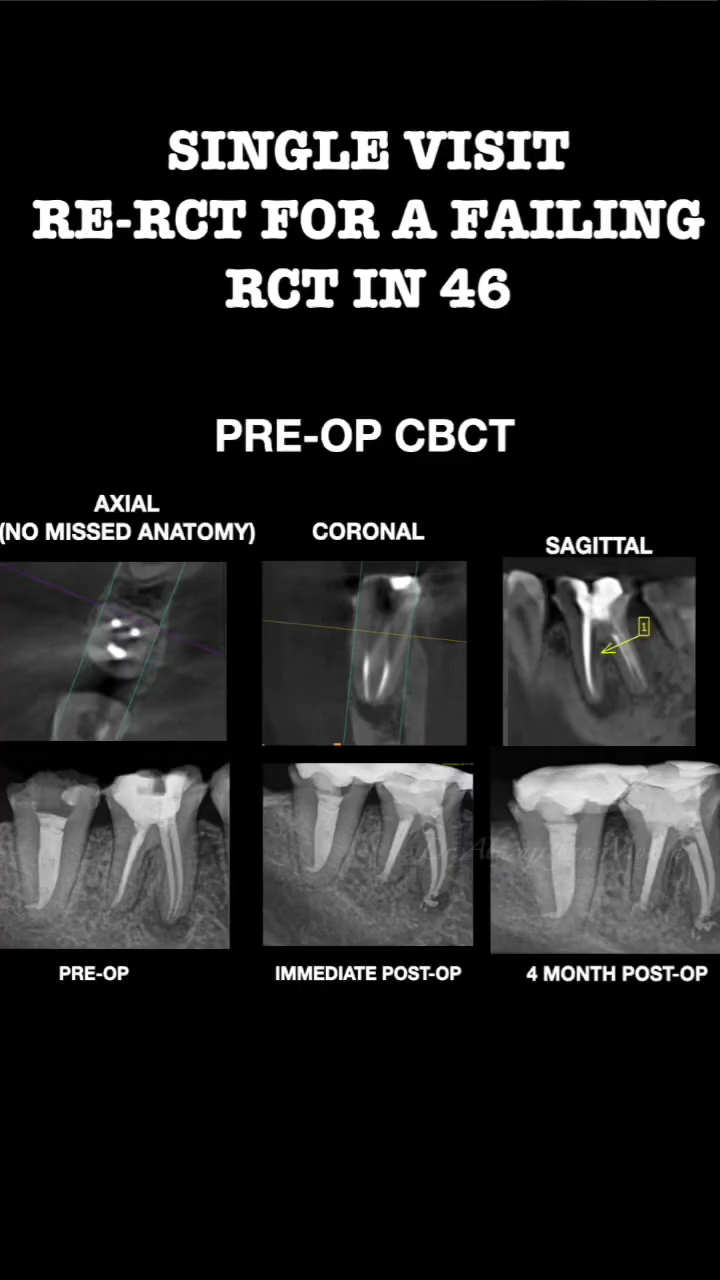 SINGLE VISIT
RE-RCT FOR A FAILING
RCT IN 46
PRE-OP CBCT
AXIAL
(NO MISSED ANATOMY)
CORONAL
SAGITTAL
1
PRE-OP
IMMEDIATE POST-OP
4 MONTH POST-OP